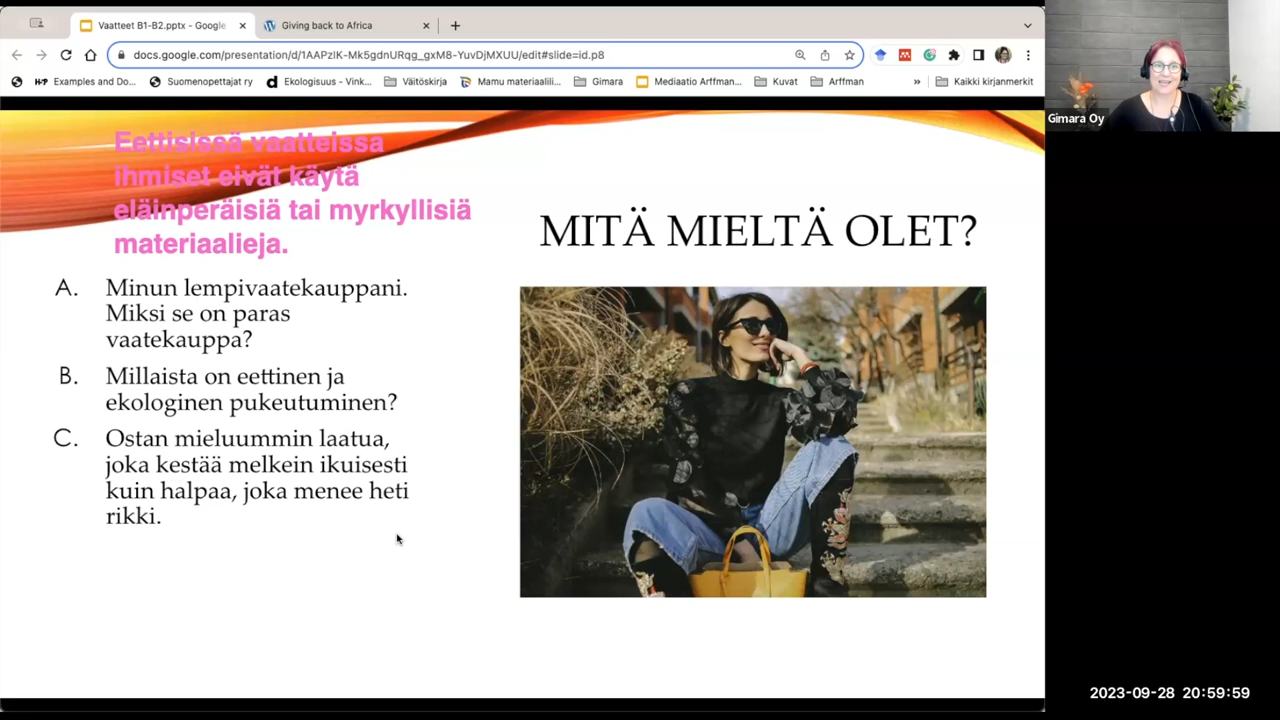 Vaatteet B1-B2.pptx - Google
Giving back to Africa
docs.google.com/presentation/d/1AAPzIK-Mk5gdnURqg_gxM8-YuvDjMXUU/edit#slide=id.p8
Examples and Do...
Suomenopettajat ry
Ekologisuus - Vink...
Väitöskirja
Mamu materiaalil...
Gimara
Mediaatio Arffman...
Kuvat
Arffman
»
Kaikki kirjanmerkit
Gimara Oy
Eettisissä vaatteissa
ihmiset eivät käytä
eläinperäisiä tai myrkyllisiä
materiaalieja.
MITÄ MIELTÄ OLET?
A. Minun lempivaatekauppani.
Miksi se on paras
vaatekauppa?
B. Millaista on eettinen ja
ekologinen pukeutuminen?
C. Ostan mieluummin laatua,
joka kestää melkein ikuisesti
kuin halpaa, joka menee heti
rikki.
2023-09-28 20:59:59